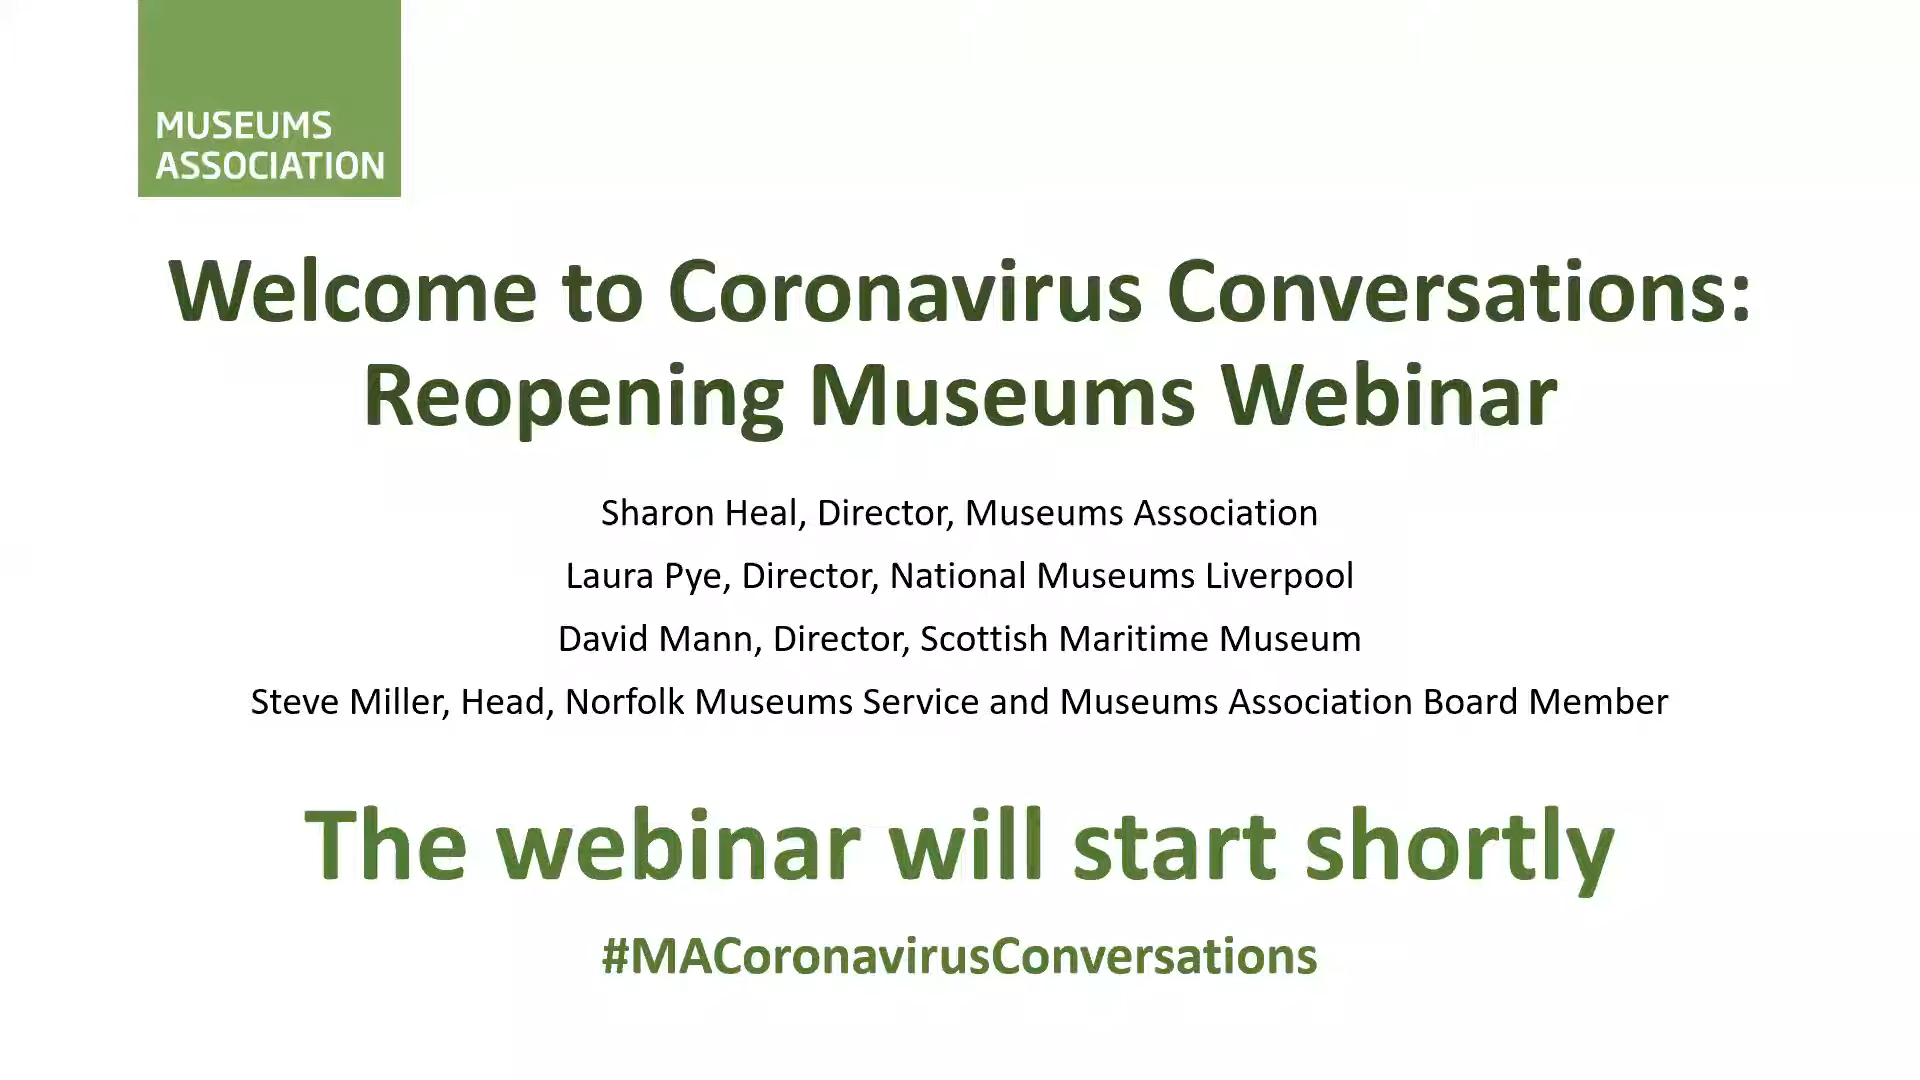 MUSEUMS
ASSOCIATION
Welcome to Coronavirus Conversations:
Reopening Museums Webinar
Sharon Heal, Director, Museums Association
Laura Pye, Director, National Museums Liverpool
David Mann, Director, Scottish Maritime Museum
Steve Miller, Head, Norfolk Museums Service and Museums Association Board Member
The webinar will start shortly
#MACoronavirusConversations